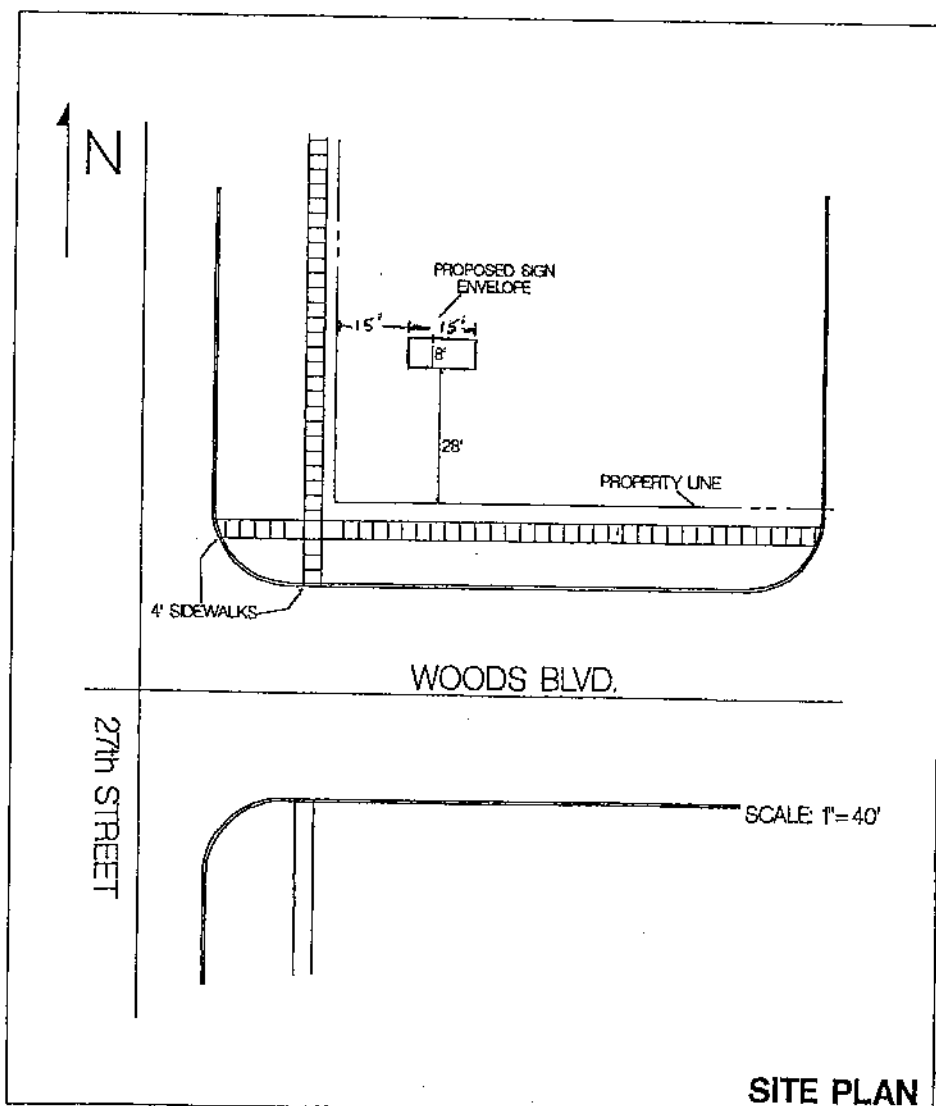 N
PROPOSED SIGN
ENVELOPE
15'
15'
8'
28'
PROPERTY LINE
4' SIDEWALKS
WOODS BLVD.
27th STREET
SCALE: 1"=40'
SITE PLAN